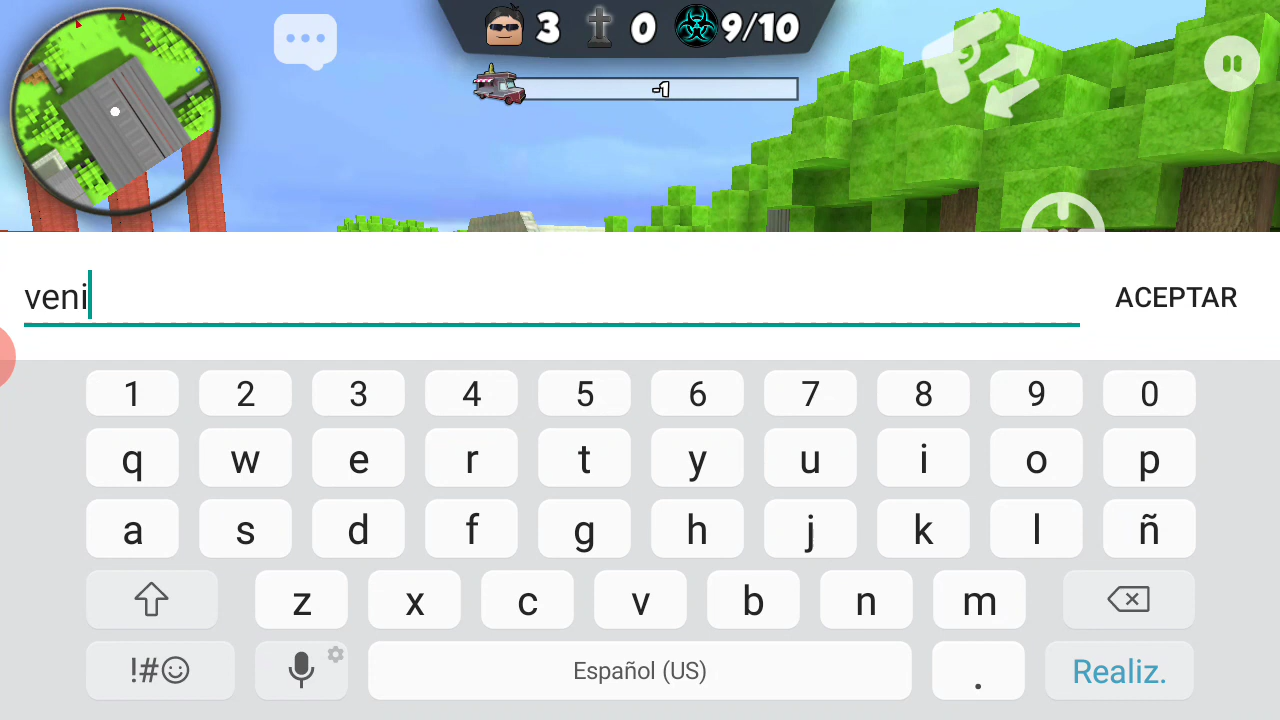 3 0 9/10
-1
veni
ACEPTAR
1 2 3 4 5 6 7 8 9 0
q w e r t y u i o p
a s d f g h j k l ñ
z x c v b n m
!#☺ Español (US) . Realiz.